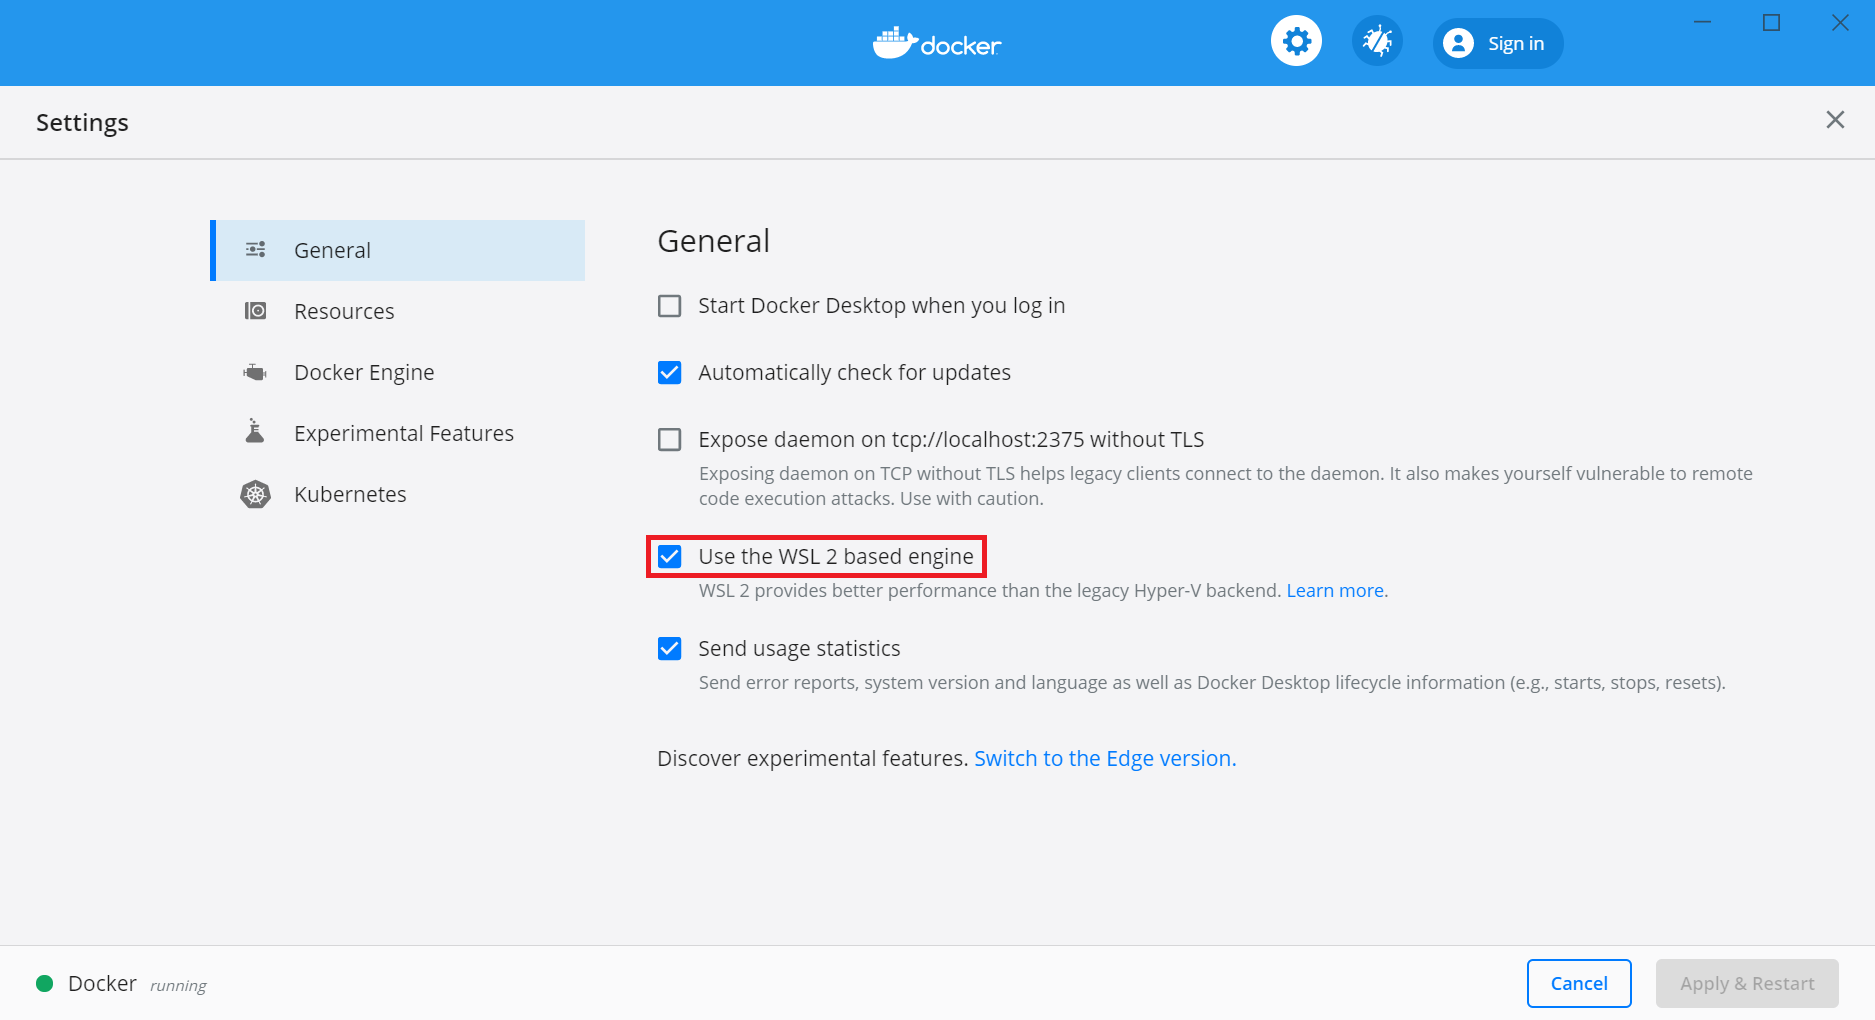 docker
Sign in
Settings
General
Resources
Docker Engine
Experimental Features
Kubernetes
General
Start Docker Desktop when you log in
Automatically check for updates
Expose daemon on tcp://localhost:2375 without TLS
Exposing daemon on TCP without TLS helps legacy clients connect to the daemon. It also makes yourself vulnerable to remote
code execution attacks. Use with caution.
Use the WSL 2 based engine
WSL 2 provides better performance than the legacy Hyper-V backend. Learn more.
Send usage statistics
Send error reports, system version and language as well as Docker Desktop lifecycle information (e.g., starts, stops, resets).
Discover experimental features. Switch to the Edge version.
Docker running
Cancel
Apply & Restart